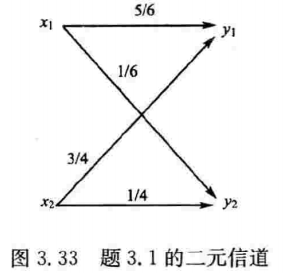 5/6
x₁
y₁
1/6
3/4
1/4
x₂
y₂
图 3.33 题 3.1 的二元信道